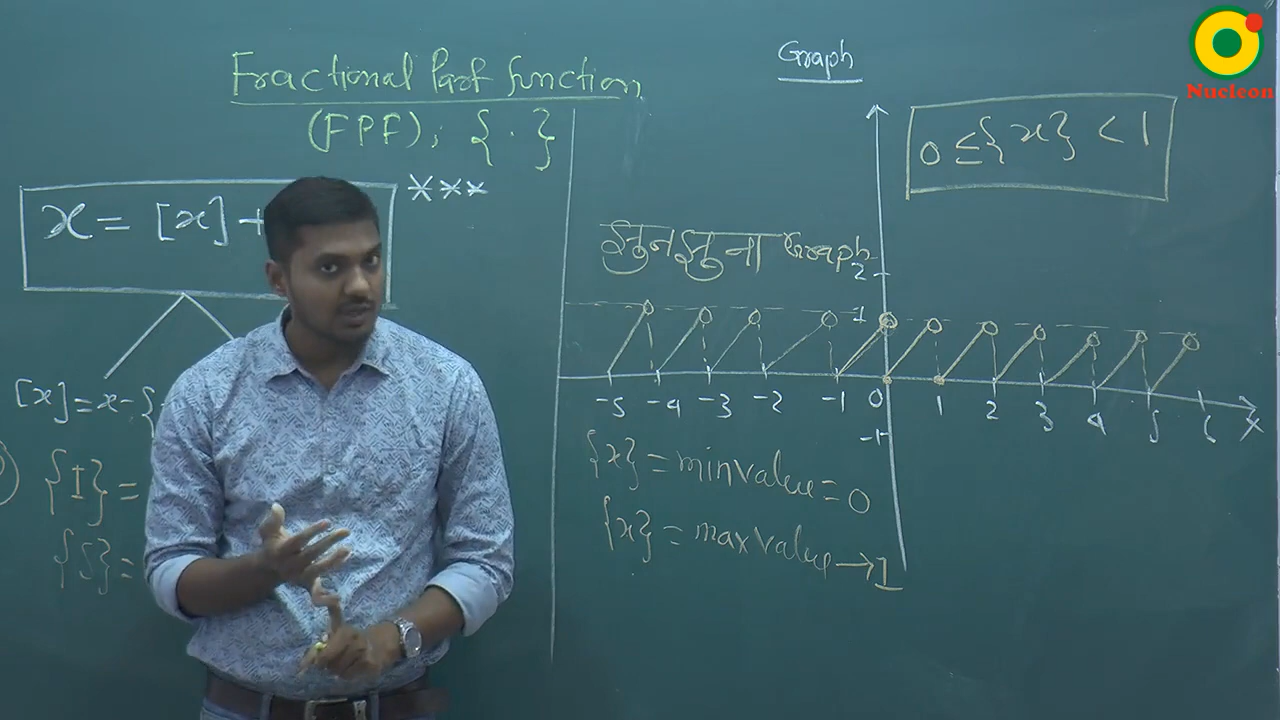 Fractional Part function
(FPF); { . }
x = [x] +
***
[x] = x - {
{I} =
{5} =
Graph
0 ≤ {x} < 1
झुनझुना Graph
2
1
-5 -4 -3 -2 -1 0 1 2 3 4 5 6 x
-1
{x} = min value = 0
{x} = max value → 1
Nucleon